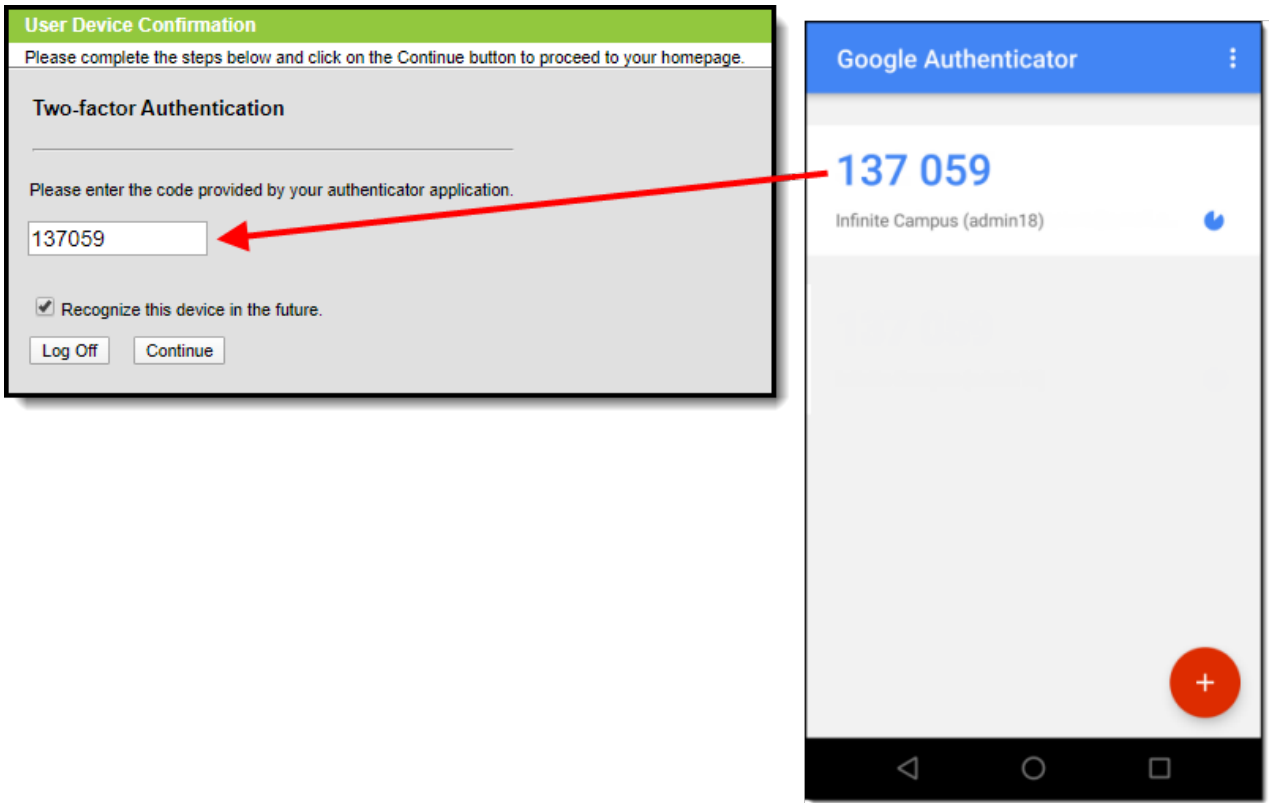 User Device Confirmation
Please complete the steps below and click on the Continue button to proceed to your homepage.
Two-factor Authentication
Please enter the code provided by your authenticator application.
137059
Recognize this device in the future.
Log Off
Continue
Google Authenticator
137 059
Infinite Campus (admin18)
+